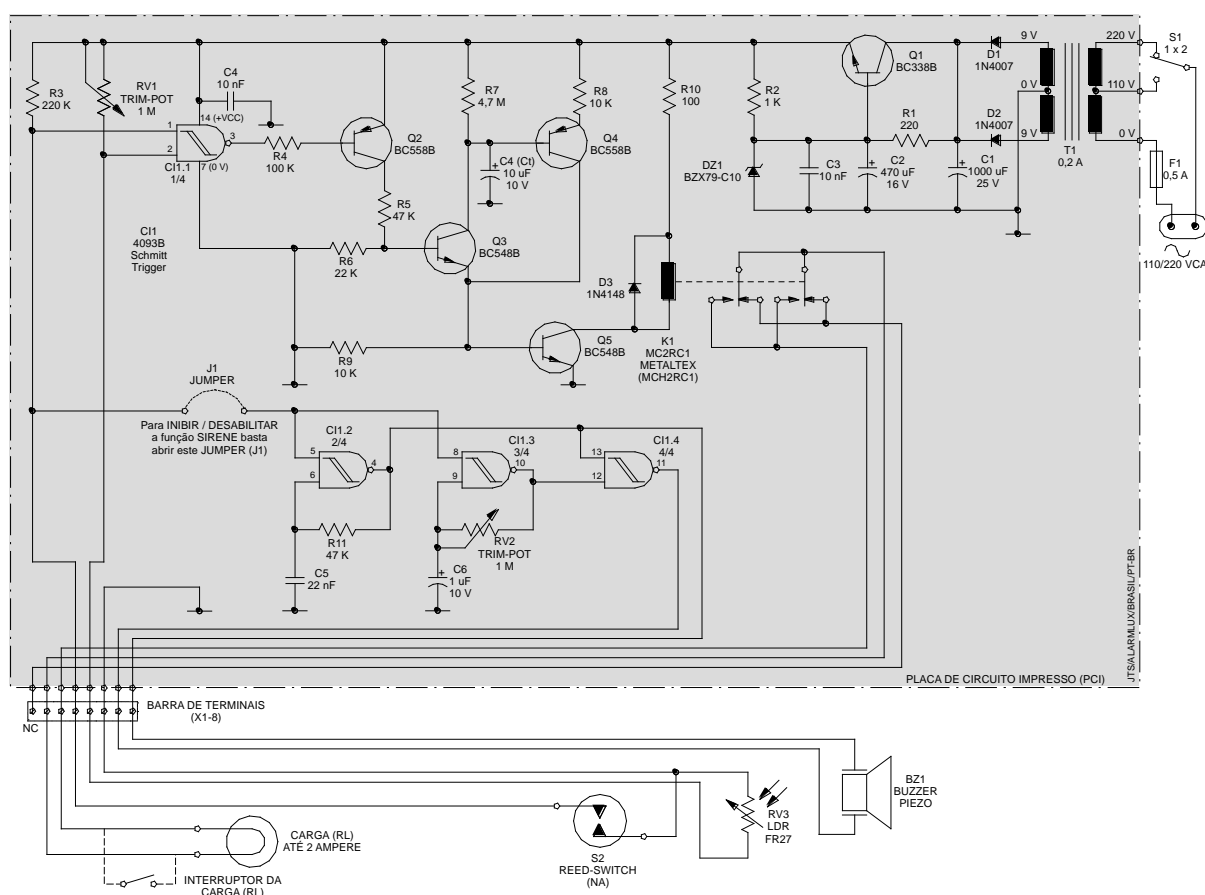 R3
220 K
RV1
TRIM-POT
1 M
C4
10 nF
14 (+VCC)
1
2
3
7 (0 V)
CI1.1
1/4
R4
100 K
Q2
BC558B
R5
47 K
R7
4,7 M
C4 (Ct)
10 uF
10 V
R8
10 K
Q4
BC558B
R10
100
R2
1 K
Q1
BC338B
R1
220
D1
1N4007
D2
1N4007
DZ1
BZX79-C10
C3
10 nF
C2
470 uF
16 V
C1
1000 uF
25 V
9 V
0 V
9 V
T1
0,2 A
220 V
110 V
0 V
S1
1 x 2
F1
0,5 A
110/220 VCA
CI1
4093B
Schmitt
Trigger
R6
22 K
Q3
BC548B
D3
1N4148
R9
10 K
Q5
BC548B
K1
MC2RC1
METALTEX
(MCH2RC1)
J1
JUMPER
Para INIBIR / DESABILITAR
a função SIRENE basta
abrir este JUMPER (J1)
CI1.2
2/4
5
6
4
R11
47 K
C5
22 nF
CI1.3
3/4
8
9
10
RV2
TRIM-POT
1 M
C6
1 uF
10 V
CI1.4
4/4
13
12
11
JTS/ALARMLUX/BRASIL/PT-BR
PLACA DE CIRCUITO IMPRESSO (PCI)
NC
BARRA DE TERMINAIS
(X1-8)
CARGA (RL)
ATÉ 2 AMPERE
INTERRUPTOR DA
CARGA (RL)
S2
REED-SWITCH
(NA)
RV3
LDR
FR27
BZ1
BUZZER
PIEZO